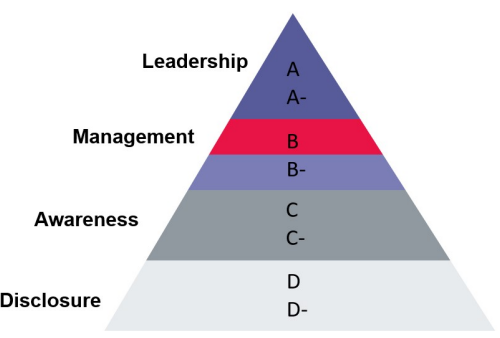 Leadership
A
A-
Management
B
B-
Awareness
C
C-
Disclosure
D
D-